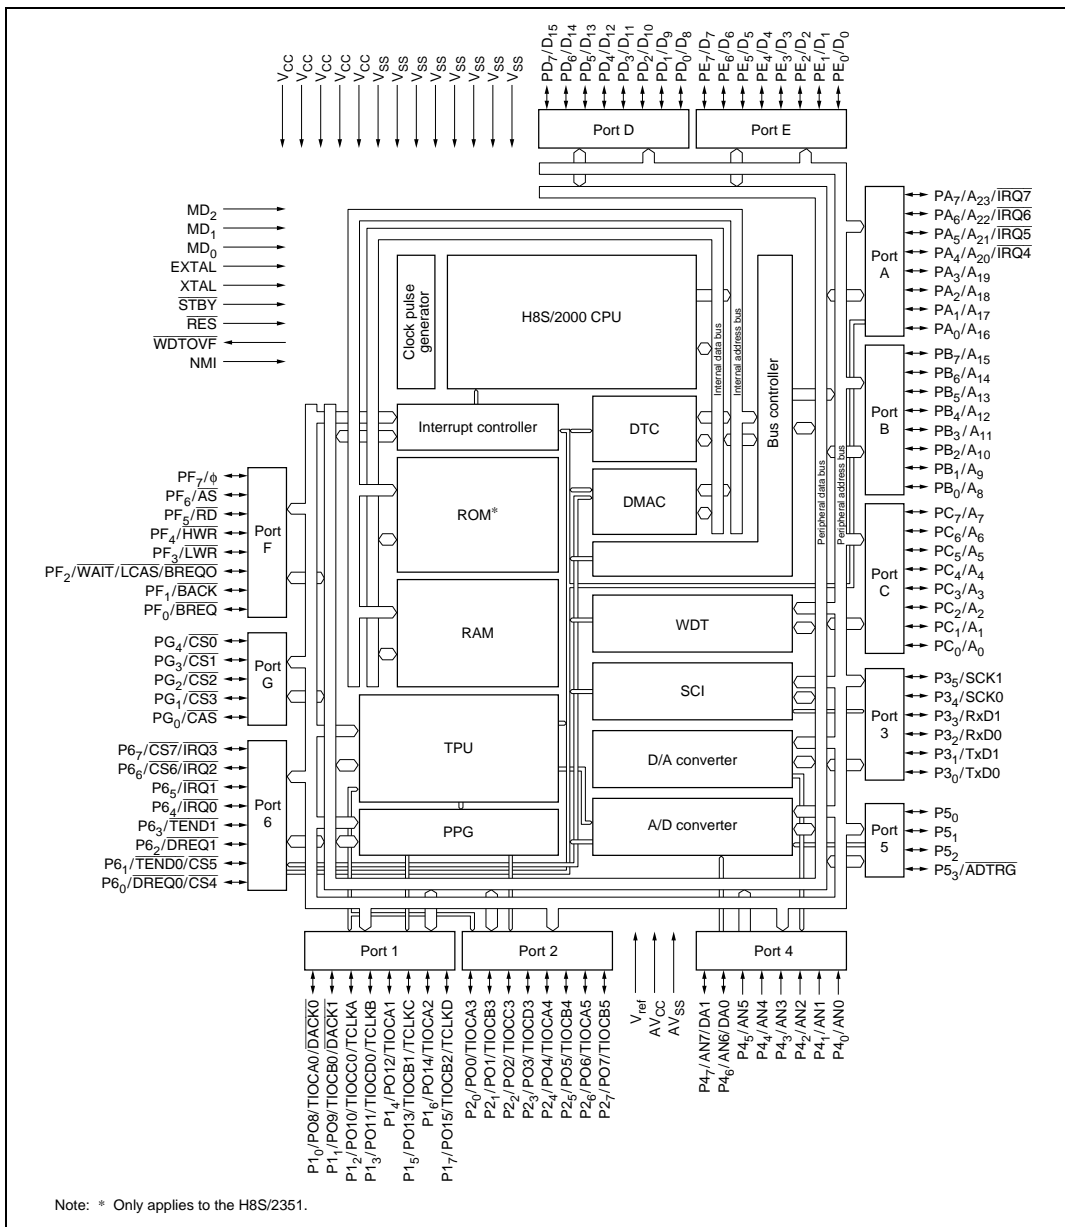 VCC
VCC
VCC
VCC
VCC
VSS
VSS
VSS
VSS
VSS
VSS
VSS
VSS
PD7/D15
PD6/D14
PD5/D13
PD4/D12
PD3/D11
PD2/D10
PD1/D9
PD0/D8
PE7/D7
PE6/D6
PE5/D5
PE4/D4
PE3/D3
PE2/D2
PE1/D1
PE0/D0
Port D
Port E
MD2
MD1
MD0
EXTAL
XTAL
STBY
RES
WDTOVF
NMI
Clock pulse
generator
H8S/2000 CPU
Internal data bus
Internal address bus
Bus controller
Peripheral data bus
Peripheral address bus
Interrupt controller
DTC
ROM*
DMAC
RAM
WDT
SCI
TPU
D/A converter
PPG
A/D converter
Port
A
PA7/A23/IRQ7
PA6/A22/IRQ6
PA5/A21/IRQ5
PA4/A20/IRQ4
PA3/A19
PA2/A18
PA1/A17
PA0/A16
Port
B
PB7/A15
PB6/A14
PB5/A13
PB4/A12
PB3/A11
PB2/A10
PB1/A9
PB0/A8
Port
C
PC7/A7
PC6/A6
PC5/A5
PC4/A4
PC3/A3
PC2/A2
PC1/A1
PC0/A0
Port
3
P35/SCK1
P34/SCK0
P33/RxD1
P32/RxD0
P31/TxD1
P30/TxD0
Port
5
P50
P51
P52
P53/ADTRG
PF7/ϕ
PF6/AS
PF5/RD
PF4/HWR
PF3/LWR
PF2/WAIT/LCAS/BREQO
PF1/BACK
PF0/BREQ
Port
F
PG4/CS0
PG3/CS1
PG2/CS2
PG1/CS3
PG0/CAS
Port
G
P67/CS7/IRQ3
P66/CS6/IRQ2
P65/IRQ1
P64/IRQ0
P63/TEND1
P62/DREQ1
P61/TEND0/CS5
P60/DREQ0/CS4
Port
6
Port 1
Port 2
Port 4
P10/PO8/TIOCA0/DACK0
P11/PO9/TIOCB0/DACK1
P12/PO10/TIOCC0/TCLKA
P13/PO11/TIOCD0/TCLKB
P14/PO12/TIOCA1
P15/PO13/TIOCB1/TCLKC
P16/PO14/TIOCA2
P17/PO15/TIOCB2/TCLKD
P20/PO0/TIOCA3
P21/PO1/TIOCB3
P22/PO2/TIOCC3
P23/PO3/TIOCD3
P24/PO4/TIOCA4
P25/PO5/TIOCB4
P26/PO6/TIOCA5
P27/PO7/TIOCB5
Vref
AVCC
AVSS
P47/AN7/DA1
P46/AN6/DA0
P45/AN5
P44/AN4
P43/AN3
P42/AN2
P41/AN1
P40/AN0
Note: * Only applies to the H8S/2351.